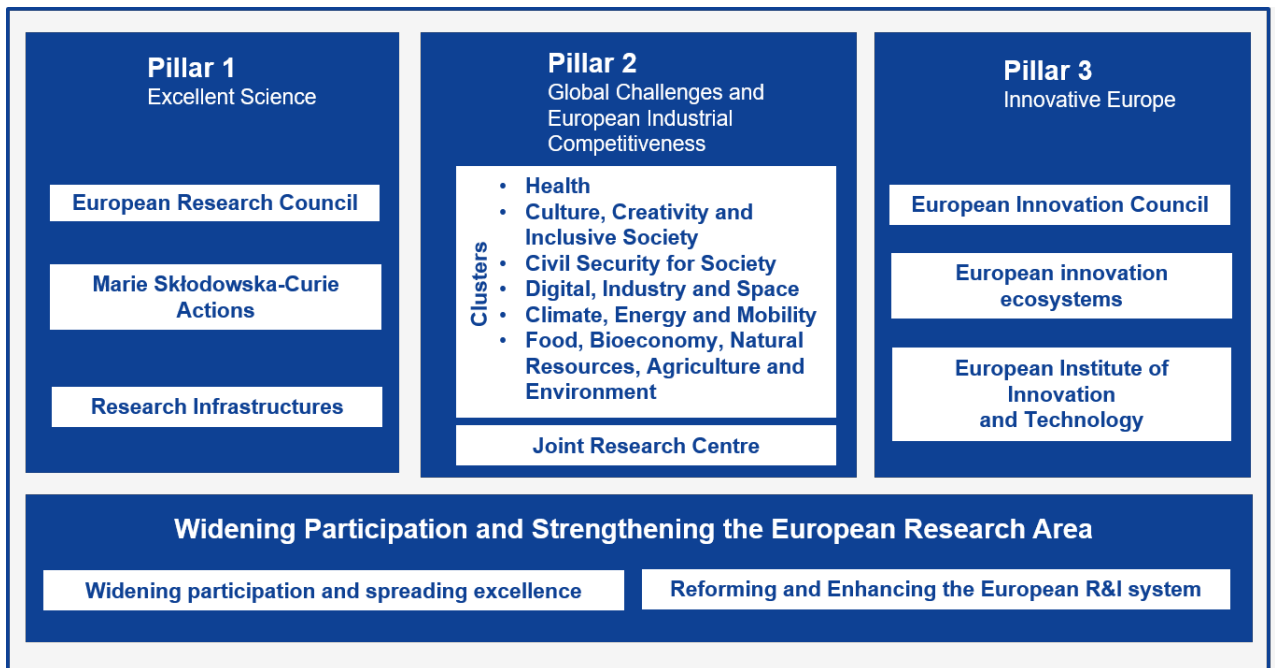 Pillar 1
Excellent Science
European Research Council
Marie Skłodowska-Curie
Actions
Research Infrastructures
Pillar 2
Global Challenges and
European Industrial
Competitiveness
Clusters
• Health
• Culture, Creativity and
Inclusive Society
• Civil Security for Society
• Digital, Industry and Space
• Climate, Energy and Mobility
• Food, Bioeconomy, Natural
Resources, Agriculture and
Environment
Joint Research Centre
Pillar 3
Innovative Europe
European Innovation Council
European innovation
ecosystems
European Institute of
Innovation
and Technology
Widening Participation and Strengthening the European Research Area
Widening participation and spreading excellence
Reforming and Enhancing the European R&I system